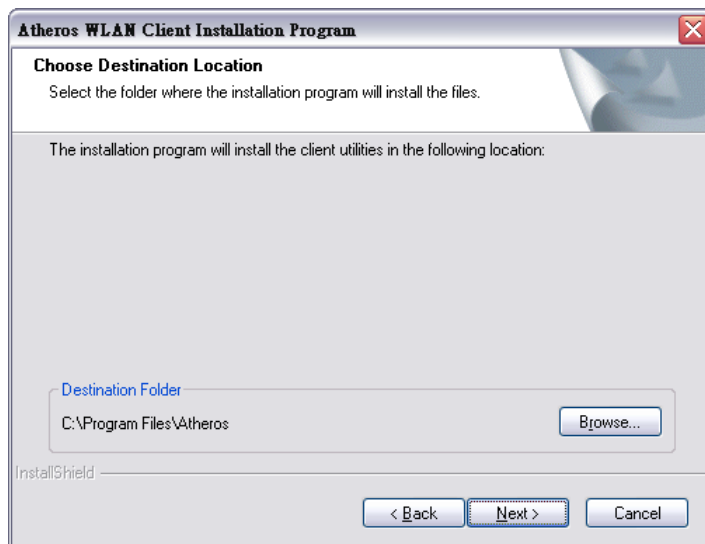 Atheros WLAN Client Installation Program
Choose Destination Location
Select the folder where the installation program will install the files.
The installation program will install the client utilities in the following location:
Destination Folder
C:\Program Files\Atheros
Browse...
InstallShield
< Back
Next >
Cancel